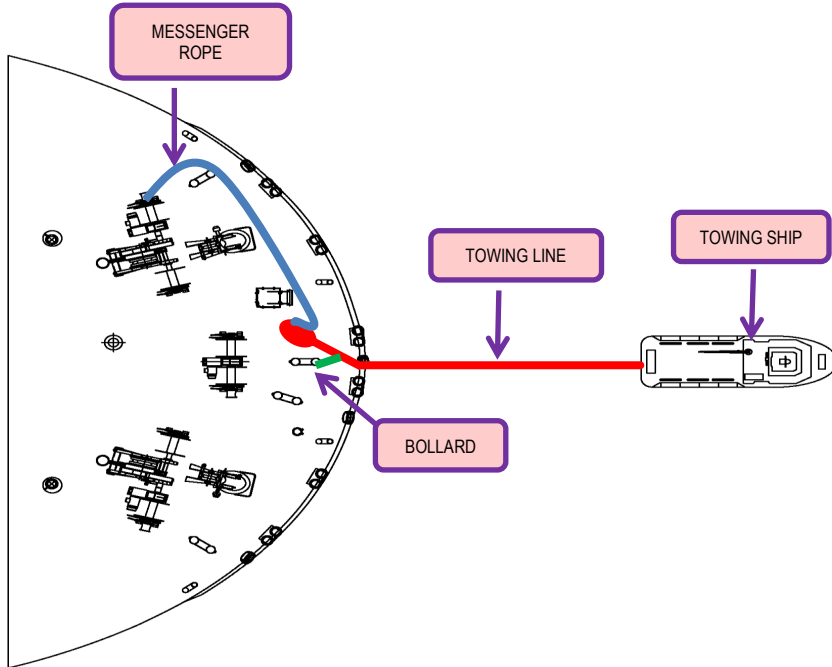 MESSENGER
ROPE
TOWING LINE
TOWING SHIP
BOLLARD